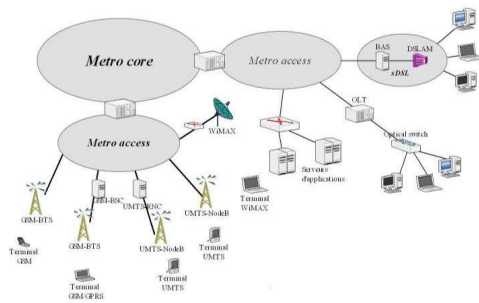 Metro core
Metro access
BAS
DSLAM
xDSL
OLT
Optical switch
WiMAX
Metro access
Serveurs
d'applications
Terminal
WiMAX
GSM-BTS
GSM-BSC
UMTS-RNC
UMTS-NodeB
GSM-BTS
UMTS-NodeB
Terminal
GSM
Terminal
GSM/GPRS
Terminal
UMTS
Terminal
UMTS